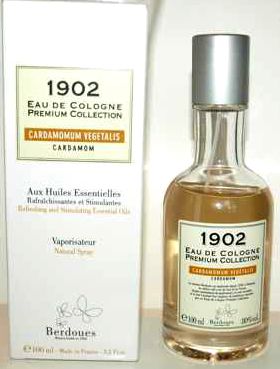 1902
EAU DE COLOGNE
PREMIUM COLLECTION
CARDAMOMUM VEGETALIS
CARDAMOM
Aux Huiles Essentielles
Rafraîchissantes et Stimulantes
Refreshing and Stimulating Essential Oils
Vaporisateur
Natural Spray
Berdoues
℮ 100 ml - Made in France - 3.3 Fl.oz
1902
EAU DE COLOGNE
PREMIUM COLLECTION
CARDAMOMUM VEGETALIS
CARDAMOM
Berdoues
℮ 100 ml 80%